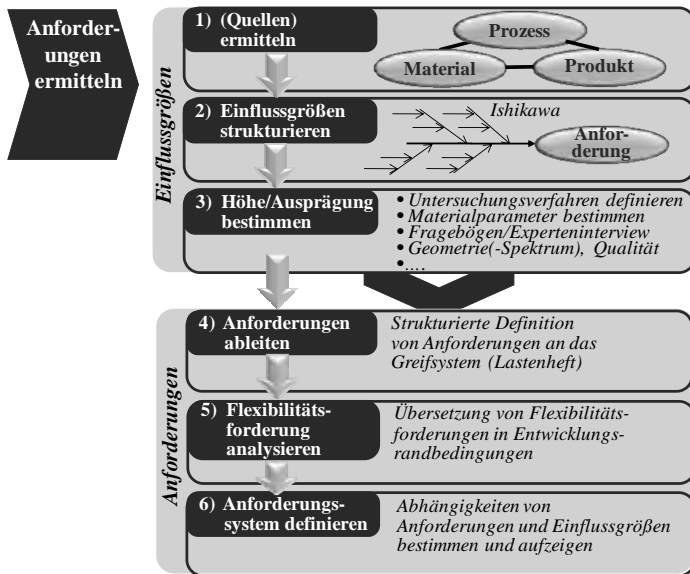 Anforder-
ungen
ermitteln
Einflussgrößen
1) (Quellen)
ermitteln
Prozess
Material
Produkt
2) Einflussgrößen
strukturieren
Ishikawa
Anfor-
derung
3) Höhe/Ausprägung
bestimmen
• Untersuchungsverfahren definieren
• Materialparameter bestimmen
• Fragebögen/Experteninterview
• Geometrie(-Spektrum), Qualität
•….
Anforderungen
4) Anforderungen
ableiten
Strukturierte Definition
von Anforderungen an das
Greifsystem (Lastenheft)
5) Flexibilitäts-
forderung
analysieren
Übersetzung von Flexibilitäts-
forderungen in Entwicklungs-
randbedingungen
6) Anforderungs-
system definieren
Abhängigkeiten von
Anforderungen und Einflussgrößen
bestimmen und aufzeigen